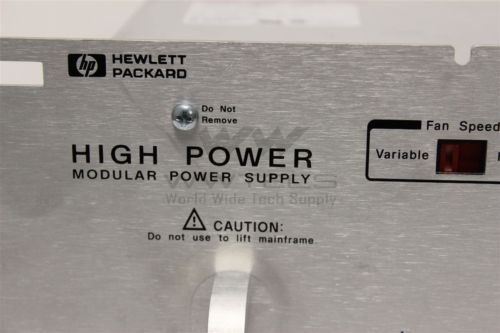 hp HEWLETT
PACKARD
Do Not
Remove
Fan Speed
Variable
HIGH POWER
MODULAR POWER SUPPLY
World Wide Tech Supply
CAUTION:
Do not use to lift mainframe